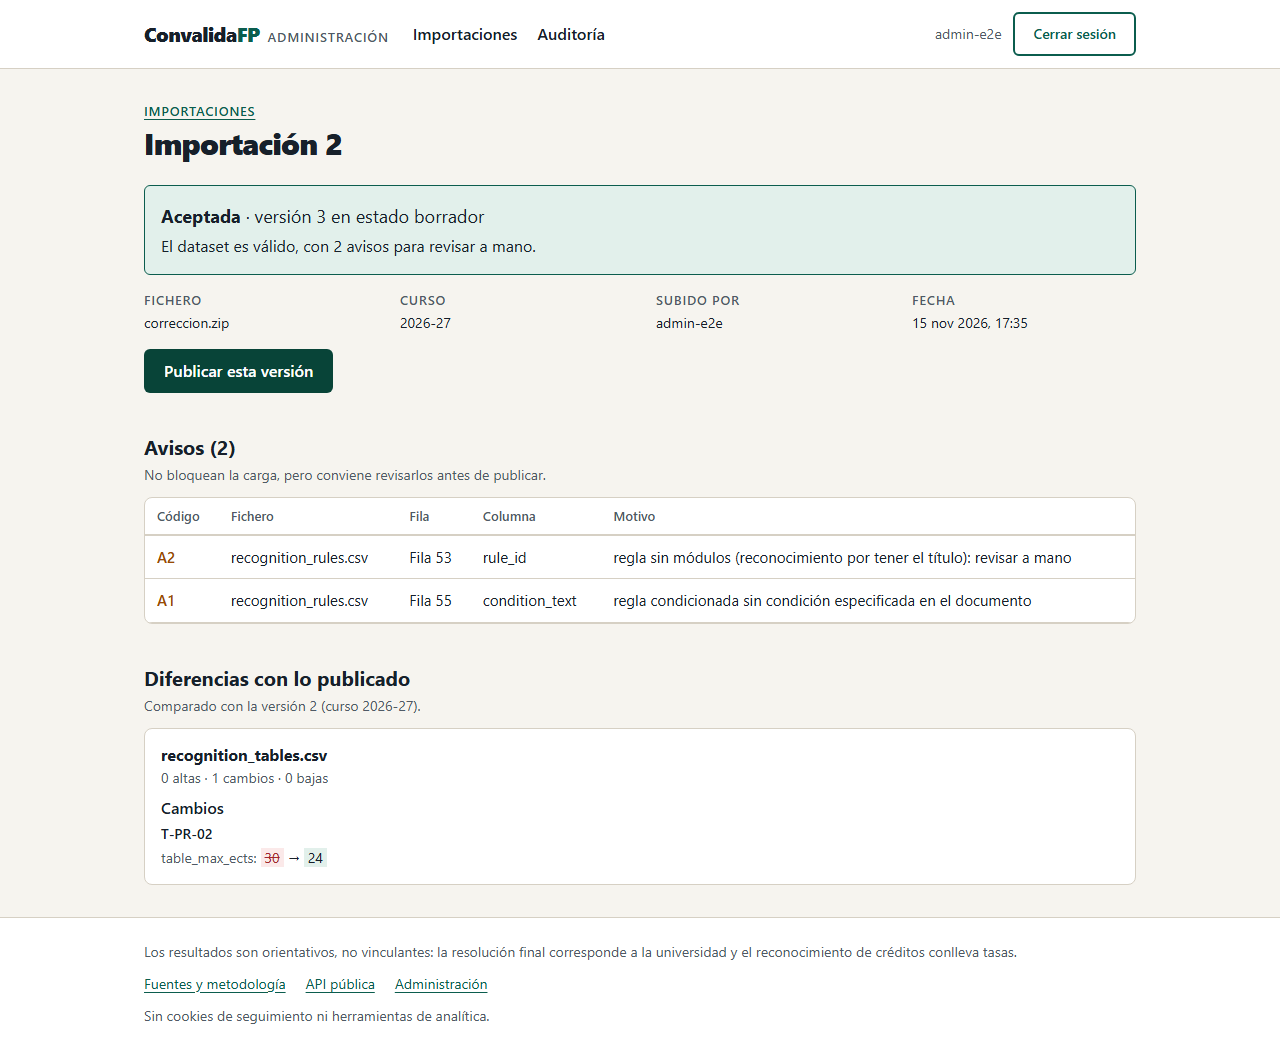 ConvalidaFP ADMINISTRACIÓN Importaciones Auditoría admin-e2e Cerrar sesión
IMPORTACIONES
Importación 2
Aceptada · versión 3 en estado borrador
El dataset es válido, con 2 avisos para revisar a mano.
FICHERO CURSO SUBIDO POR FECHA
correccion.zip 2026-27 admin-e2e 15 nov 2026, 17:35
Publicar esta versión
Avisos (2)
No bloquean la carga, pero conviene revisarlos antes de publicar.
Código Fichero Fila Columna Motivo
A2 recognition_rules.csv Fila 53 rule_id regla sin módulos (reconocimiento por tener el título): revisar a mano
A1 recognition_rules.csv Fila 55 condition_text regla condicionada sin condición especificada en el documento
Diferencias con lo publicado
Comparado con la versión 2 (curso 2026-27).
recognition_tables.csv
0 altas · 1 cambios · 0 bajas
Cambios
T-PR-02
table_max_ects: 30 → 24
Los resultados son orientativos, no vinculantes: la resolución final corresponde a la universidad y el reconocimiento de créditos conlleva tasas.
Fuentes y metodología API pública Administración
Sin cookies de seguimiento ni herramientas de analítica.